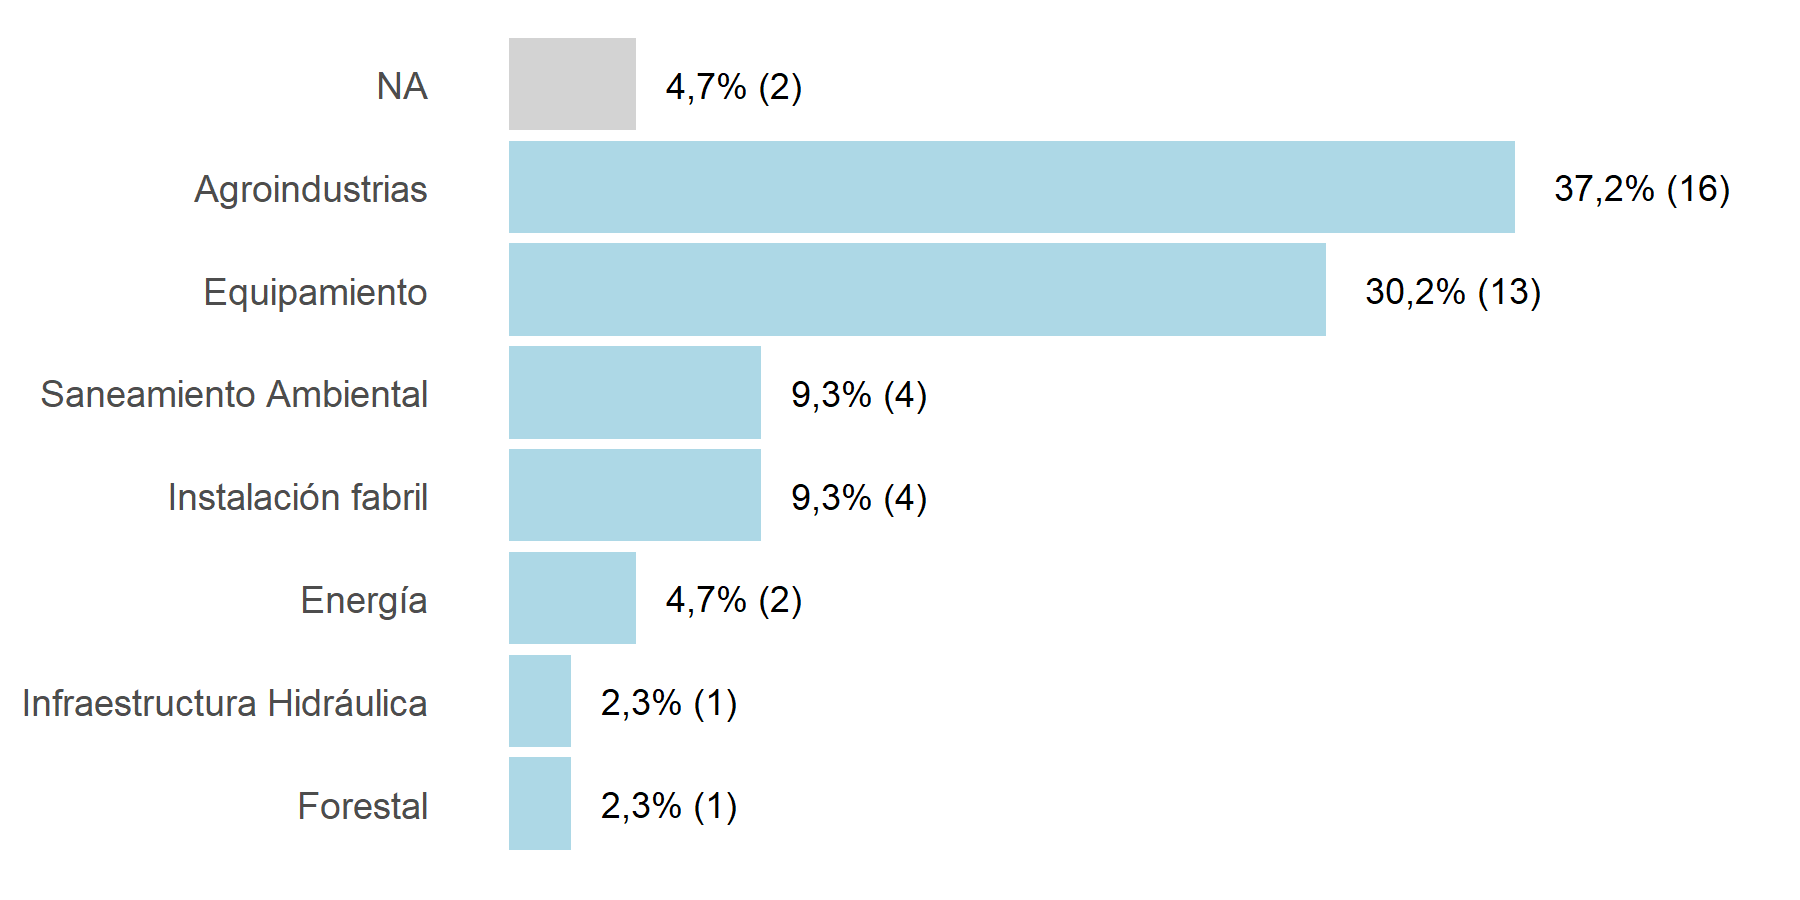 NA 4,7% (2)
Agroindustrias 37,2% (16)
Equipamiento 30,2% (13)
Saneamiento Ambiental 9,3% (4)
Instalación fabril 9,3% (4)
Energía 4,7% (2)
Infraestructura Hidráulica 2,3% (1)
Forestal 2,3% (1)